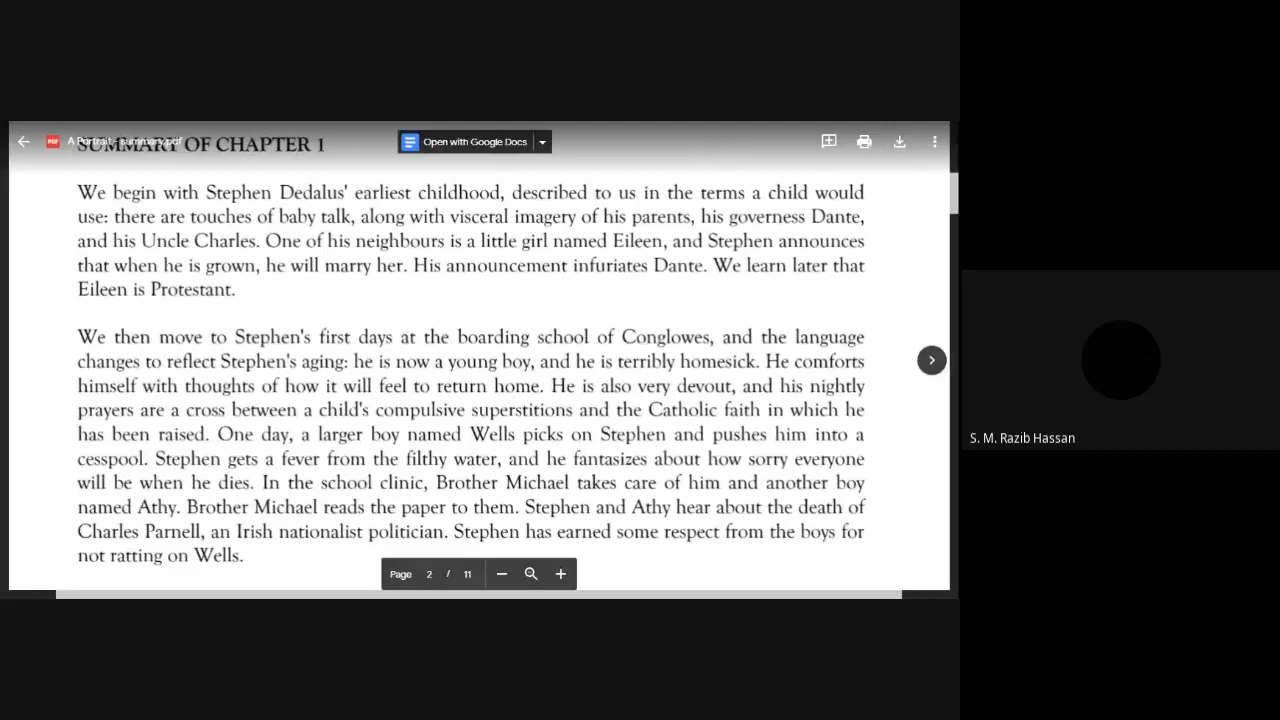 A Portrait - summary.pdf
Open with Google Docs
SUMMARY OF CHAPTER 1
We begin with Stephen Dedalus' earliest childhood, described to us in the terms a child would
use: there are touches of baby talk, along with visceral imagery of his parents, his governess Dante,
and his Uncle Charles. One of his neighbours is a little girl named Eileen, and Stephen announces
that when he is grown, he will marry her. His announcement infuriates Dante. We learn later that
Eileen is Protestant.
We then move to Stephen's first days at the boarding school of Conglowes, and the language
changes to reflect Stephen's aging: he is now a young boy, and he is terribly homesick. He comforts
himself with thoughts of how it will feel to return home. He is also very devout, and his nightly
prayers are a cross between a child's compulsive superstitions and the Catholic faith in which he
has been raised. One day, a larger boy named Wells picks on Stephen and pushes him into a
cesspool. Stephen gets a fever from the filthy water, and he fantasizes about how sorry everyone
will be when he dies. In the school clinic, Brother Michael takes care of him and another boy
named Athy. Brother Michael reads the paper to them. Stephen and Athy hear about the death of
Charles Parnell, an Irish nationalist politician. Stephen has earned some respect from the boys for
not ratting on Wells.
Page 2 / 11
S. M. Razib Hassan